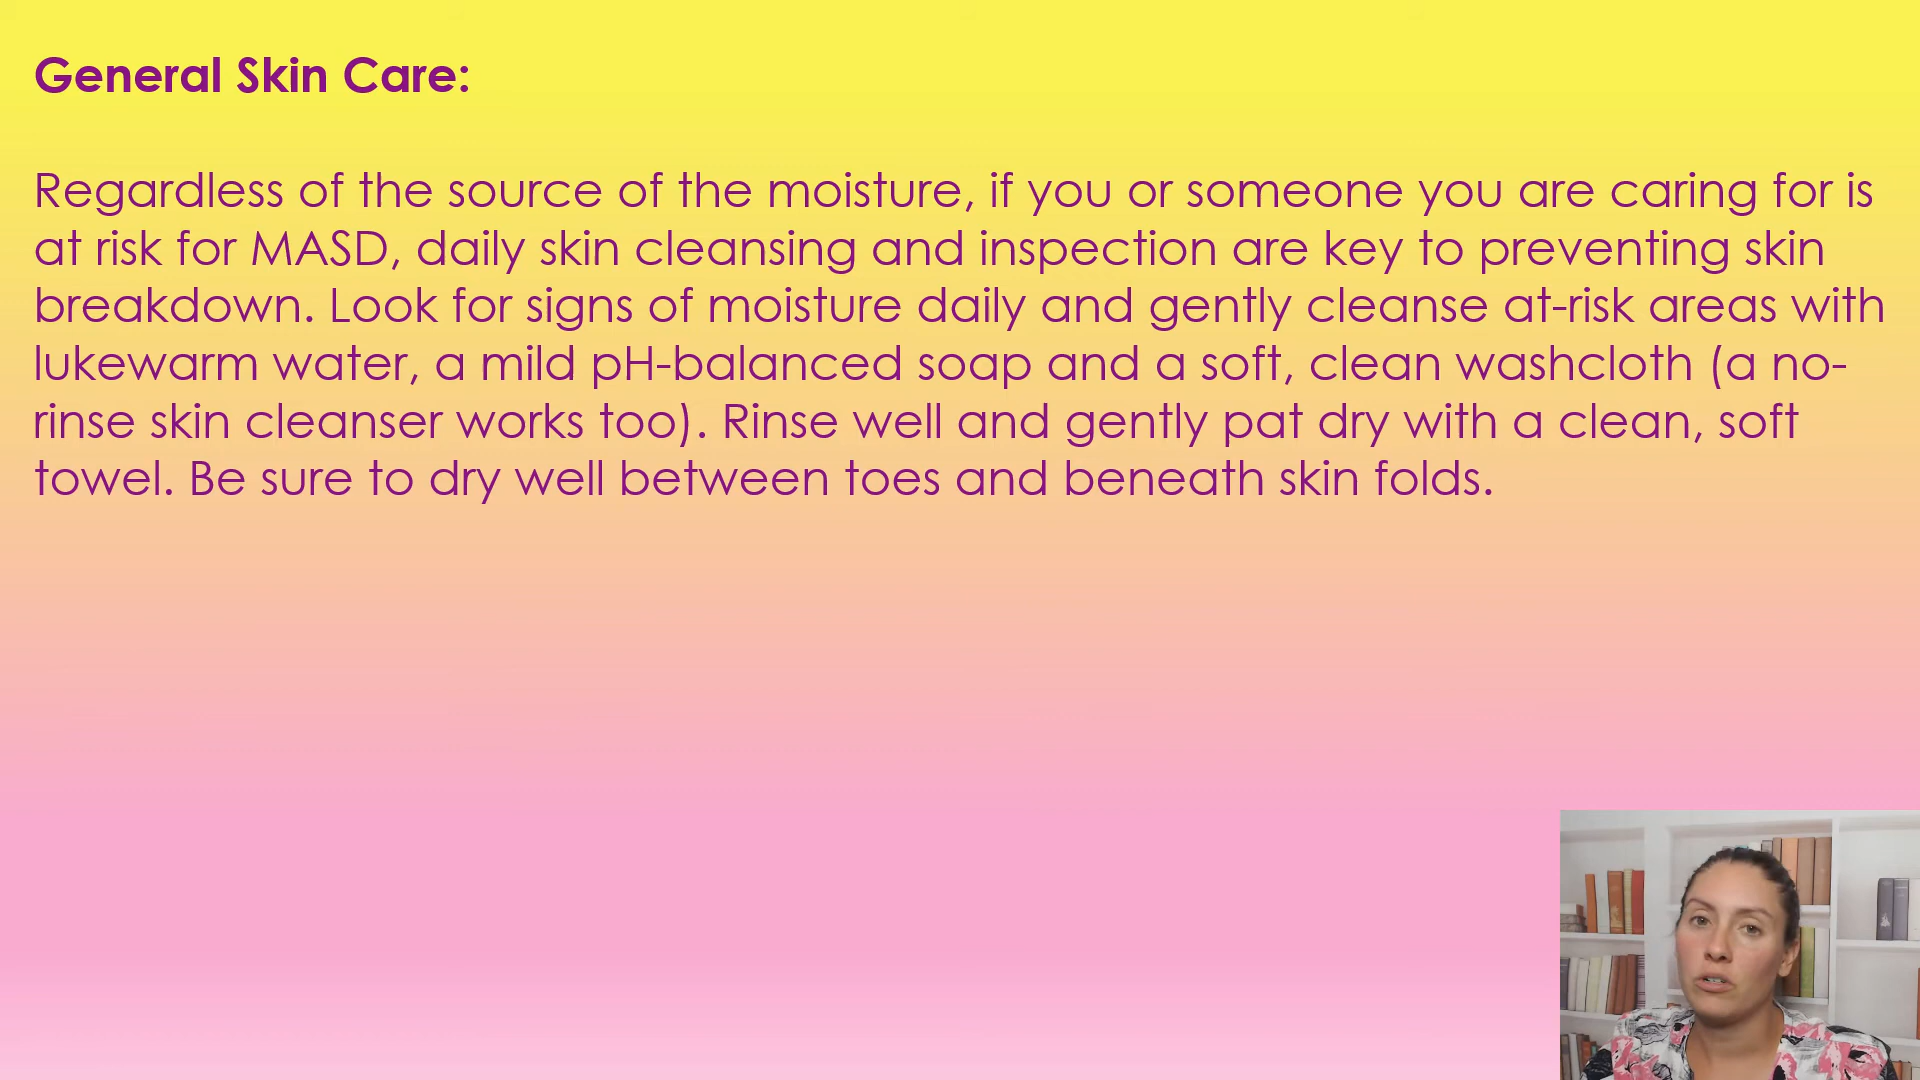 General Skin Care:
Regardless of the source of the moisture, if you or someone you are caring for is
at risk for MASD, daily skin cleansing and inspection are key to preventing skin
breakdown. Look for signs of moisture daily and gently cleanse at-risk areas with
lukewarm water, a mild pH-balanced soap and a soft, clean washcloth (a no-
rinse skin cleanser works too). Rinse well and gently pat dry with a clean, soft
towel. Be sure to dry well between toes and beneath skin folds.